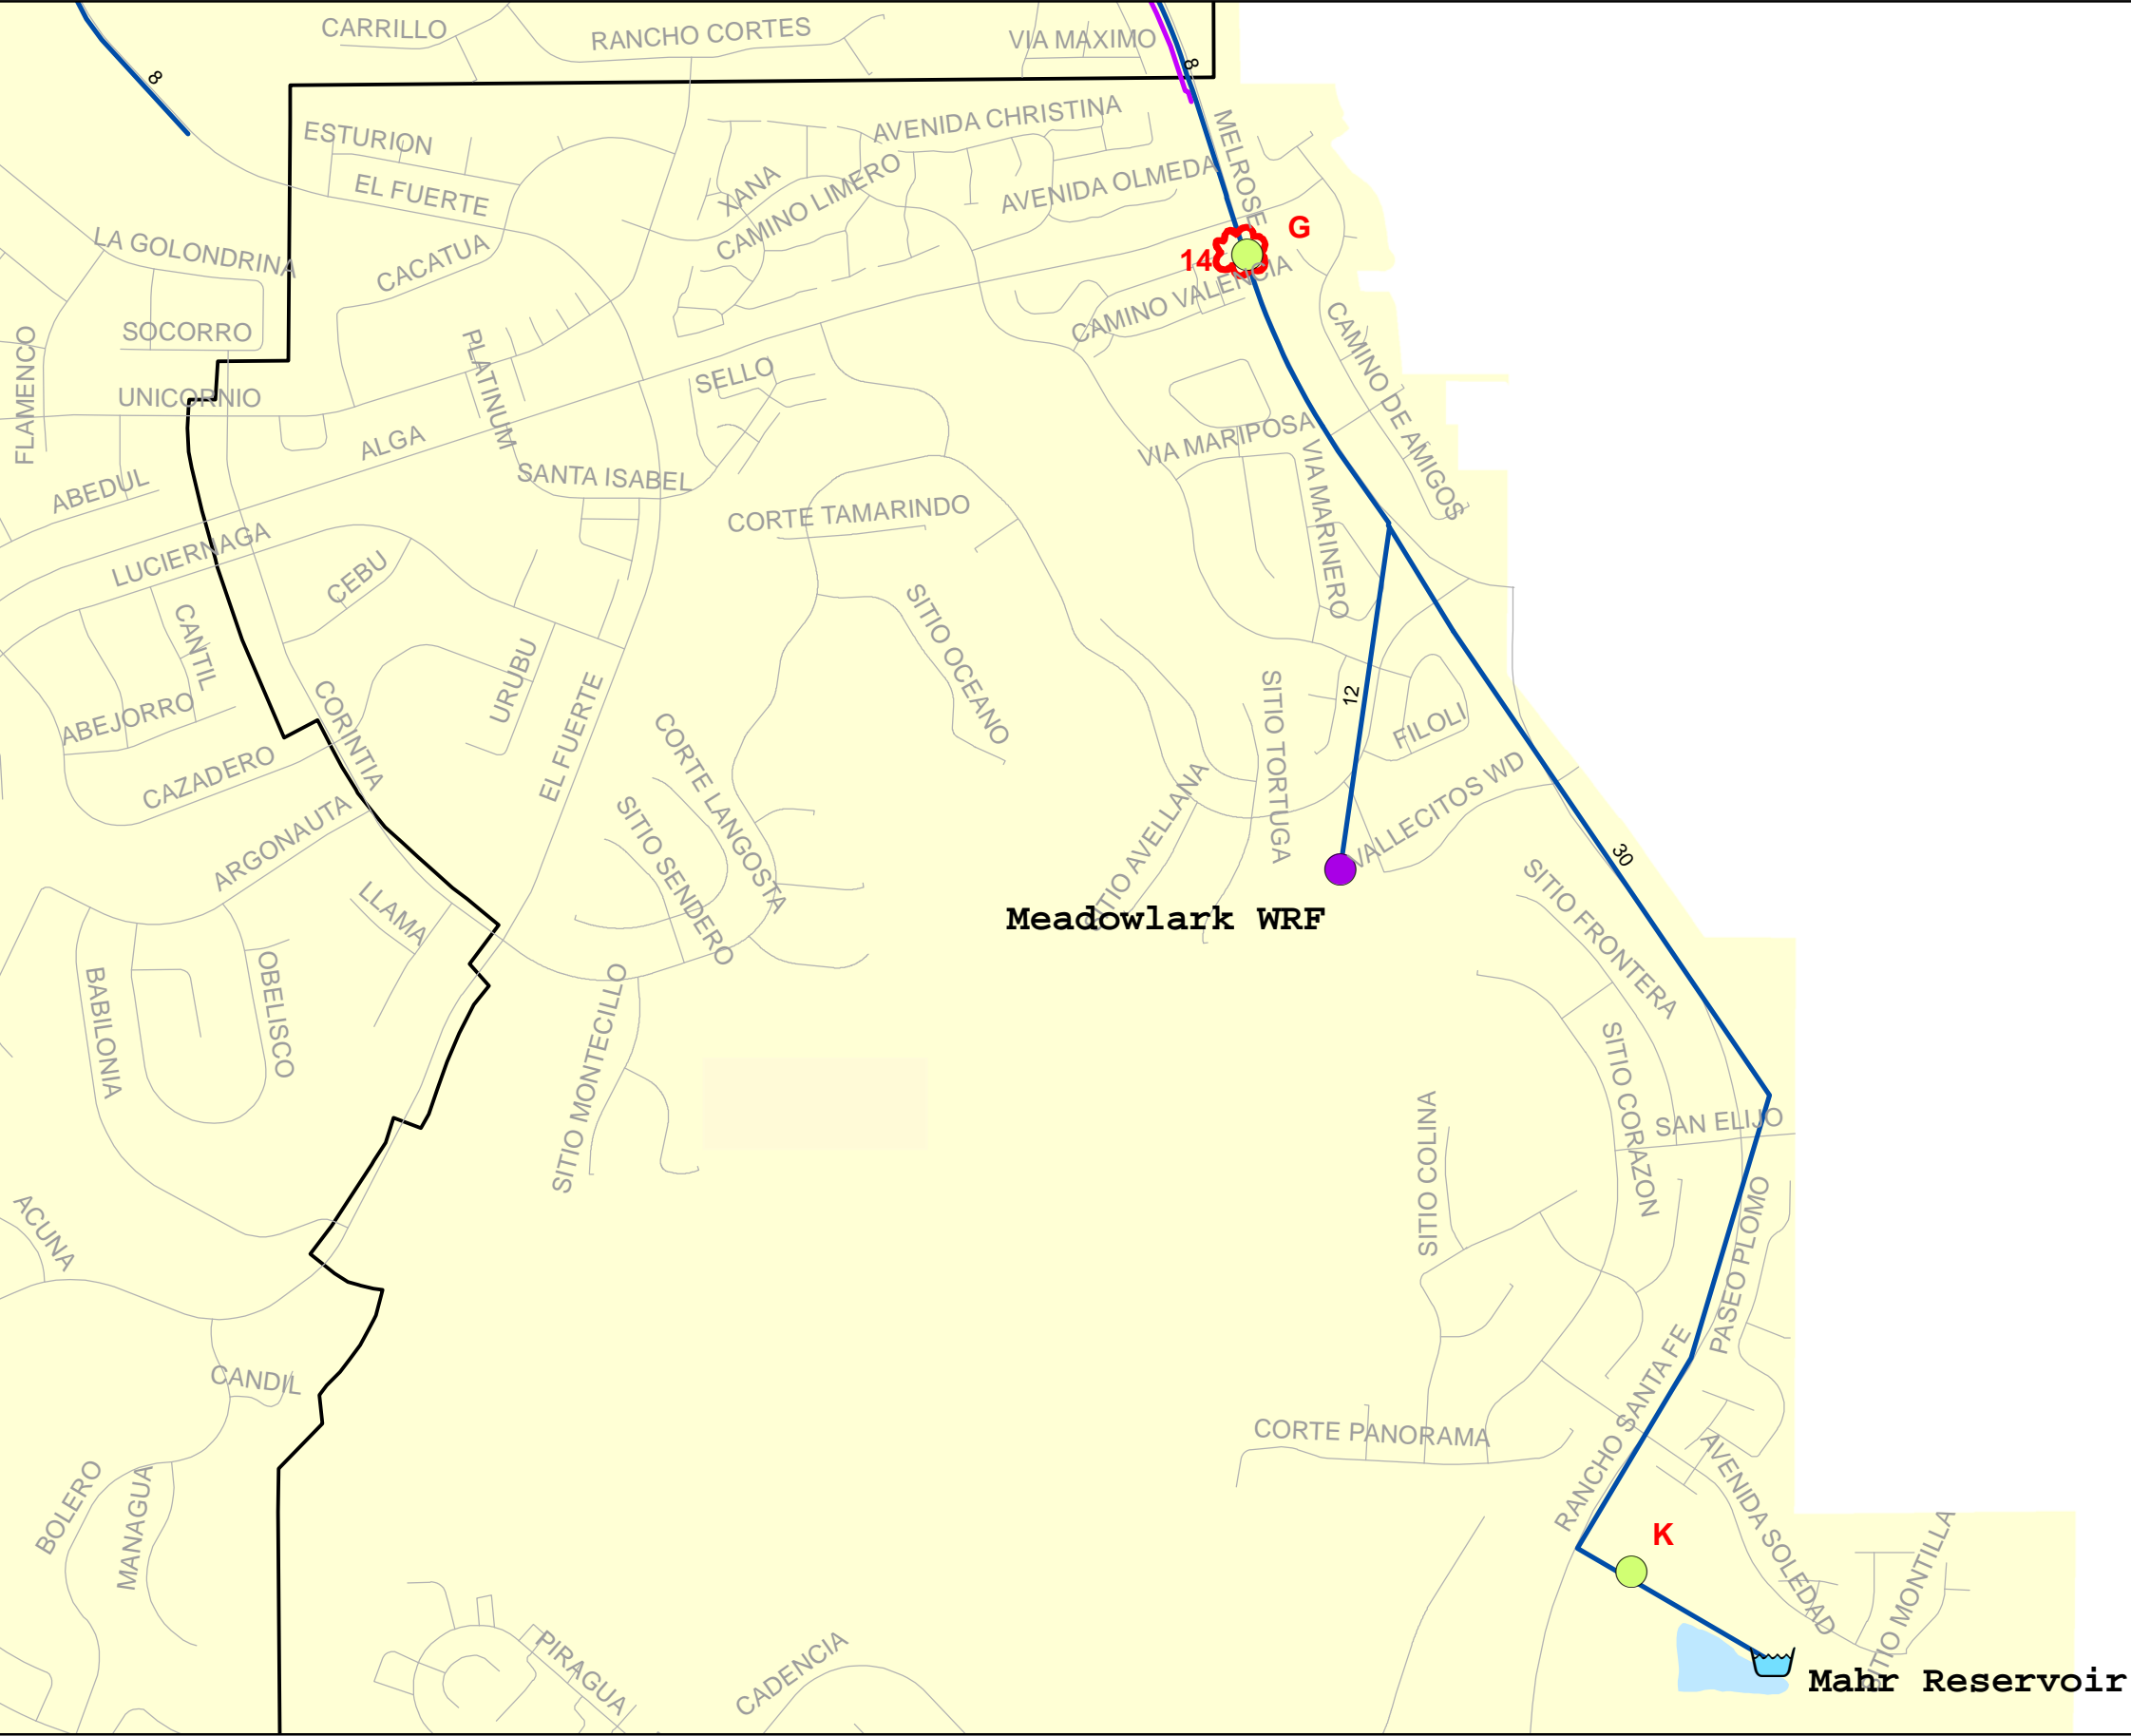 CARRILLO
RANCHO CORTES
VIA MAXIMO
8
8
ESTURION
AVENIDA CHRISTINA
MELROSE
EL FUERTE
XANA
CAMINO LIMERO
AVENIDA OLMEDA
G
14
LA GOLONDRINA
CACATUA
CAMINO VALENCIA
SOCORRO
FLAMENCO
PLATINUM
CAMINO DE AMIGOS
UNICORNIO
SELLO
ALGA
VIA MARIPOSA
ABEDUL
SANTA ISABEL
VIA MARINERO
CORTE TAMARINDO
LUCIERNAGA
CEBU
CANTIL
SITIO OCEANO
URUBU
ABEJORRO
CORINTIA
EL FUERTE
SITIO TORTUGA
12
FILOLI
CAZADERO
CORTE LANGOSTA
SITIO AVELLANA
VALLECITOS WD
ARGONAUTA
SITIO SENDERO
30
LLAMA
Meadowlark WRF
SITIO FRONTERA
BABILONIA
OBELISCO
SITIO MONTECILLO
SITIO CORAZON
SITIO COLINA
SAN ELIJO
ACUNA
PASEO PLOMO
CANDIL
RANCHO SANTA FE
CORTE PANORAMA
BOLERO
MANAGUA
AVENIDA SOLEDAD
K
SITIO MONTILLA
PIRAGUA
CADENCIA
Mahr Reservoir